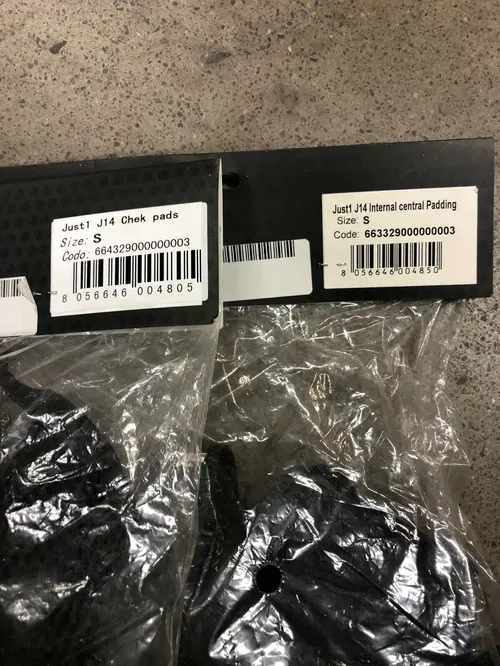 Just1 J14 Chek pads
Size: S
Codo: 664329000000003
8 056646 004805
Just1 J14 Internal central Padding
Size: S
Code: 663329000000003
8 056646 004850